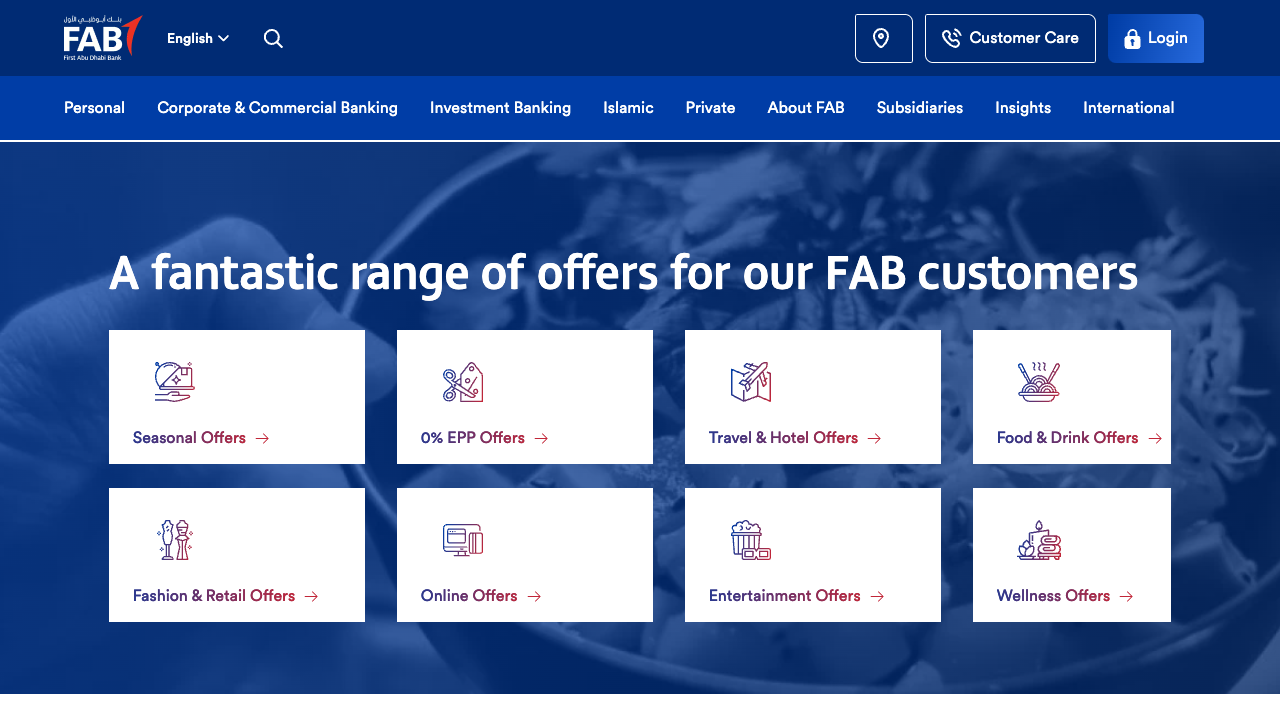 بنك أبوظبي الأول
FAB
First Abu Dhabi Bank
English
Customer Care
Login
Personal
Corporate & Commercial Banking
Investment Banking
Islamic
Private
About FAB
Subsidiaries
Insights
International
A fantastic range of offers for our FAB customers
Seasonal Offers
0% EPP Offers
Travel & Hotel Offers
Food & Drink Offers
Fashion & Retail Offers
Online Offers
Entertainment Offers
Wellness Offers